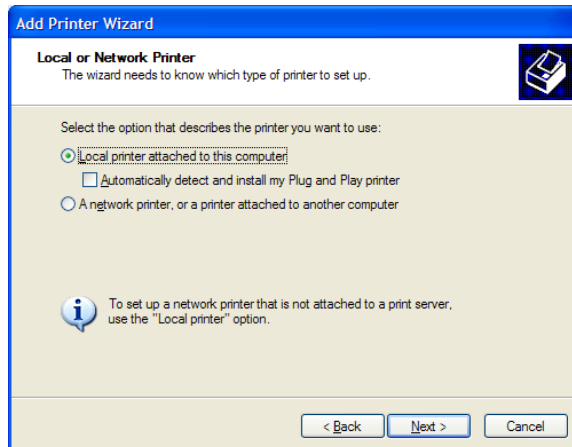 Add Printer Wizard
Local or Network Printer
The wizard needs to know which type of printer to set up.
Select the option that describes the printer you want to use:
Local printer attached to this computer
Automatically detect and install my Plug and Play printer
A network printer, or a printer attached to another computer
To set up a network printer that is not attached to a print server,
use the "Local printer" option.
< Back Next > Cancel